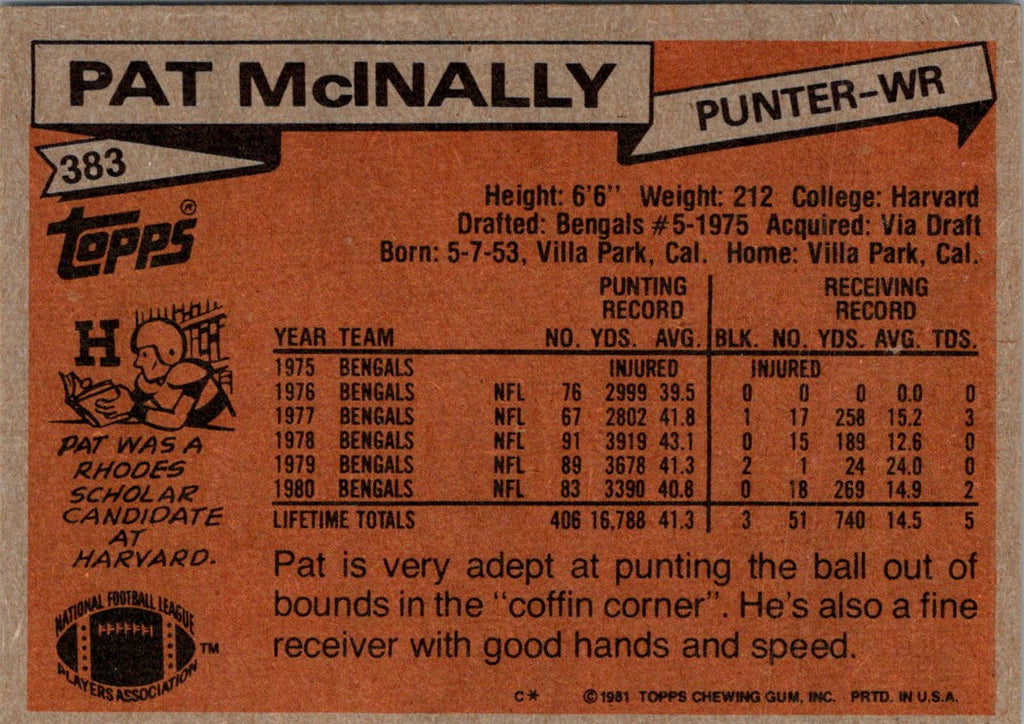 PAT McINALLY
PUNTER-WR
383
Topps®
Height: 6'6" Weight: 212 College: Harvard
Drafted: Bengals #5-1975 Acquired: Via Draft
Born: 5-7-53, Villa Park, Cal. Home: Villa Park, Cal.
PUNTING RECEIVING
RECORD RECORD
YEAR TEAM NO. YDS. AVG. BLK. NO. YDS. AVG. TDS.
1975 BENGALS INJURED INJURED
1976 BENGALS NFL 76 2999 39.5 0 0 0 0.0 0
1977 BENGALS NFL 67 2802 41.8 1 17 258 15.2 3
1978 BENGALS NFL 91 3919 43.1 0 15 189 12.6 0
1979 BENGALS NFL 89 3678 41.3 2 1 24 24.0 0
1980 BENGALS NFL 83 3390 40.8 0 18 269 14.9 2
LIFETIME TOTALS 406 16,788 41.3 3 51 740 14.5 5
H
PAT WAS A
RHODES
SCHOLAR
CANDIDATE
AT
HARVARD.
Pat is very adept at punting the ball out of
bounds in the "coffin corner". He's also a fine
receiver with good hands and speed.
NATIONAL FOOTBALL LEAGUE
PLAYERS ASSOCIATION
TM
C* ©1981 TOPPS CHEWING GUM, INC. PRTD. IN U.S.A.